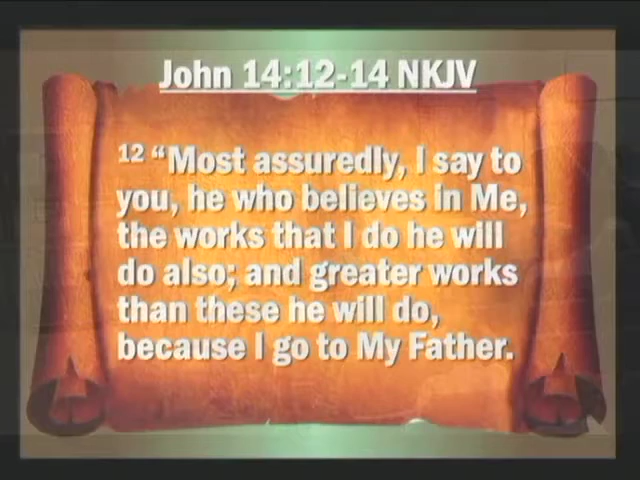 John 14:12-14 NKJV
12 “Most assuredly, I say to
you, he who believes in Me,
the works that I do he will
do also; and greater works
than these he will do,
because I go to My Father.